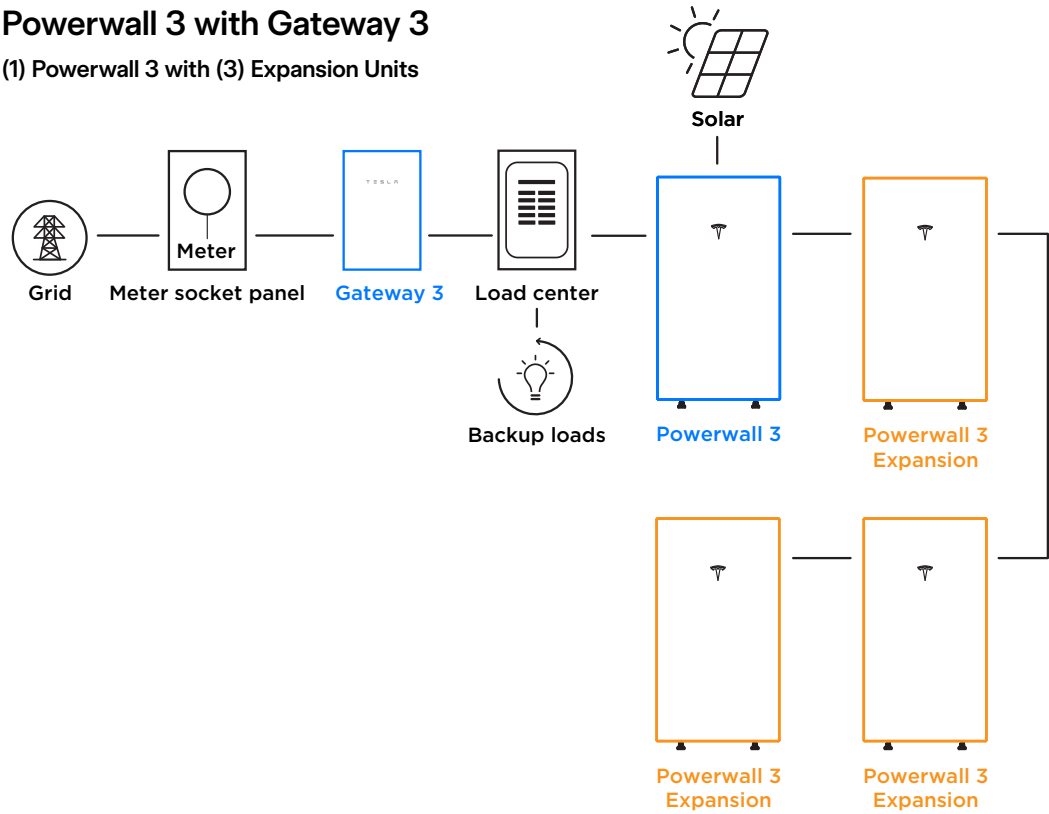 Powerwall 3 with Gateway 3
(1) Powerwall 3 with (3) Expansion Units
Solar
TESLA
Meter
Grid
Meter socket panel
Gateway 3
Load center
Backup loads
Powerwall 3
Powerwall 3
Expansion
Powerwall 3
Expansion
Powerwall 3
Expansion